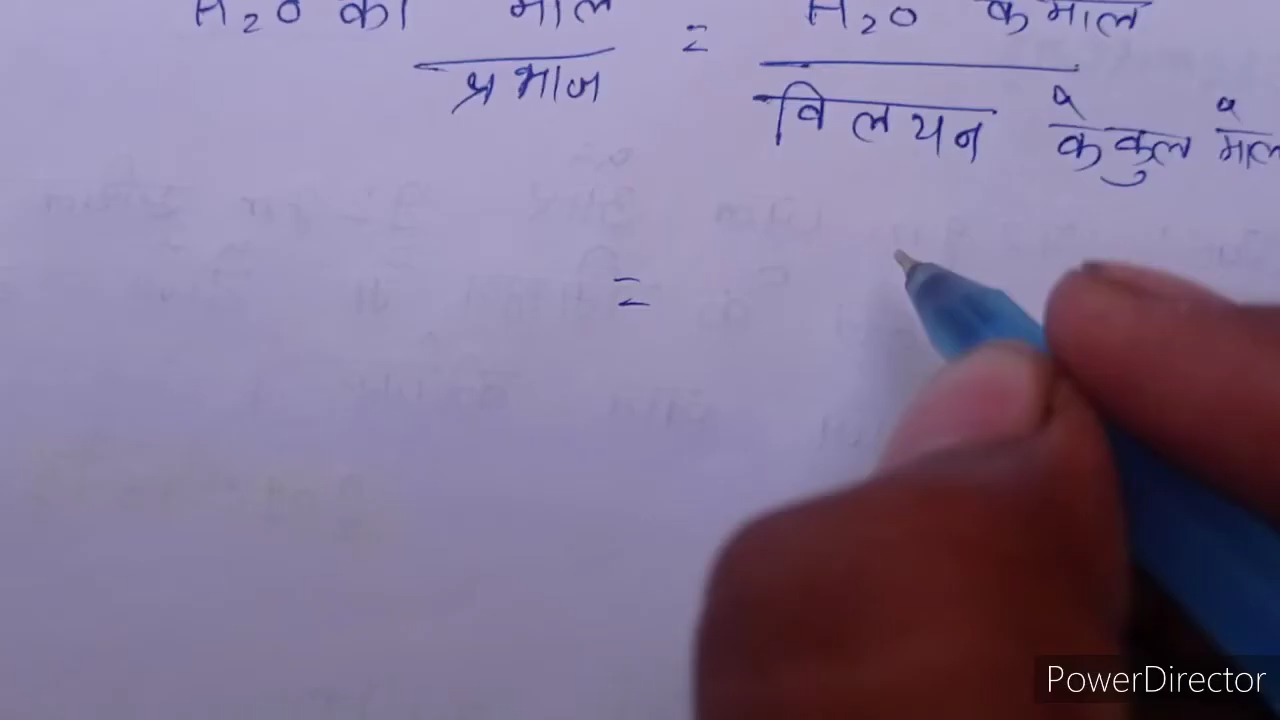 H₂O का मोल = H₂O के मोल
प्रभाज विलयन के कुल मोल
=
PowerDirector